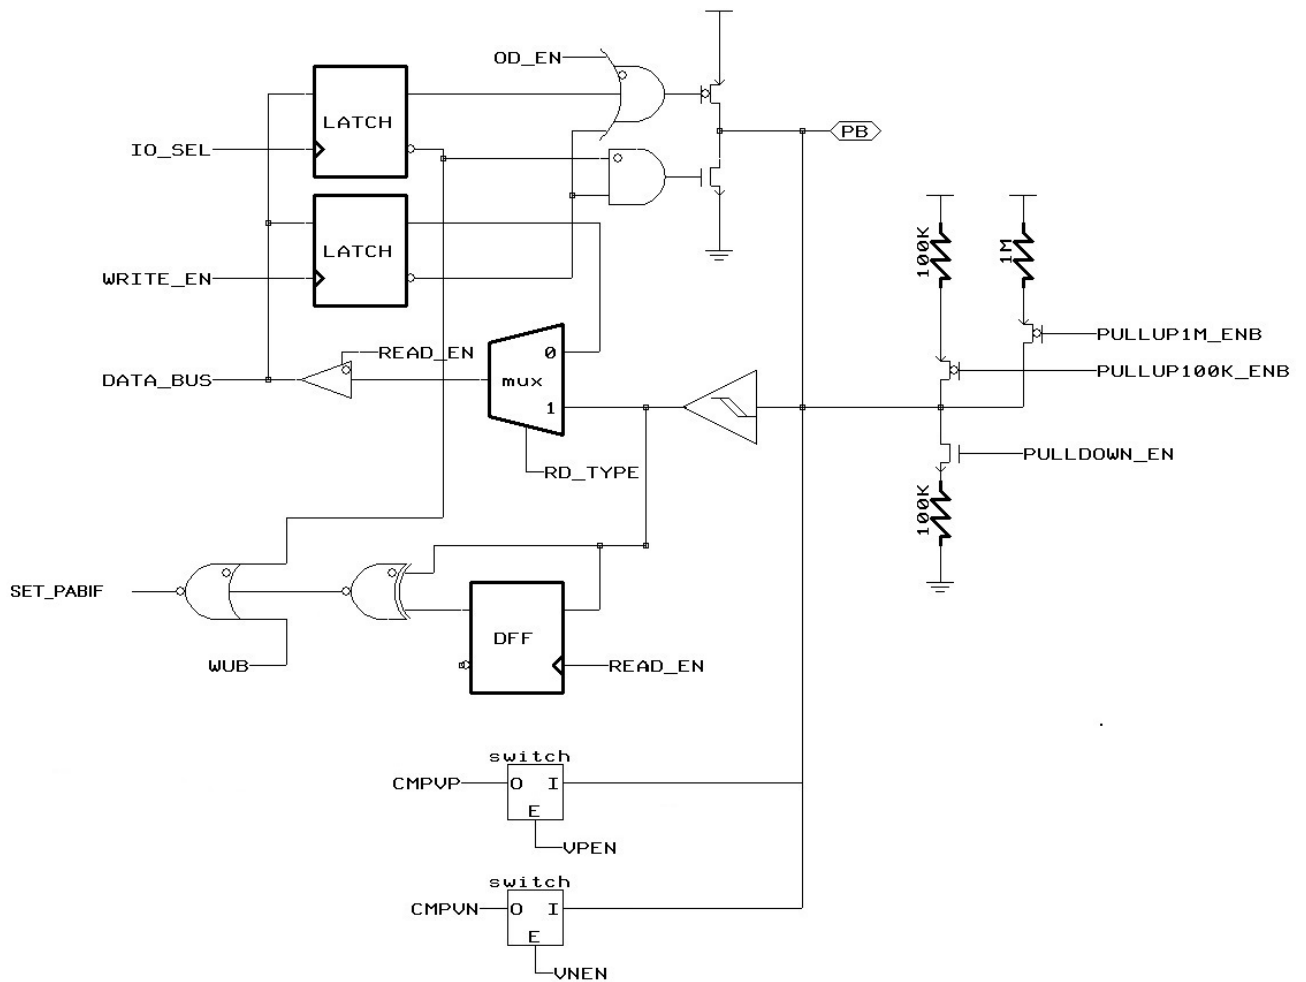 OD_EN
LATCH
IO_SEL
PB
LATCH
WRITE_EN
100K
1M
READ_EN
DATA_BUS
mux
0
1
RD_TYPE
PULLUP1M_ENB
PULLUP100K_ENB
PULLDOWN_EN
100K
SET_PABIF
WUB
DFF
READ_EN
switch
CMPVP
O I
E
VPEN
switch
CMPVN
O I
E
VNEN